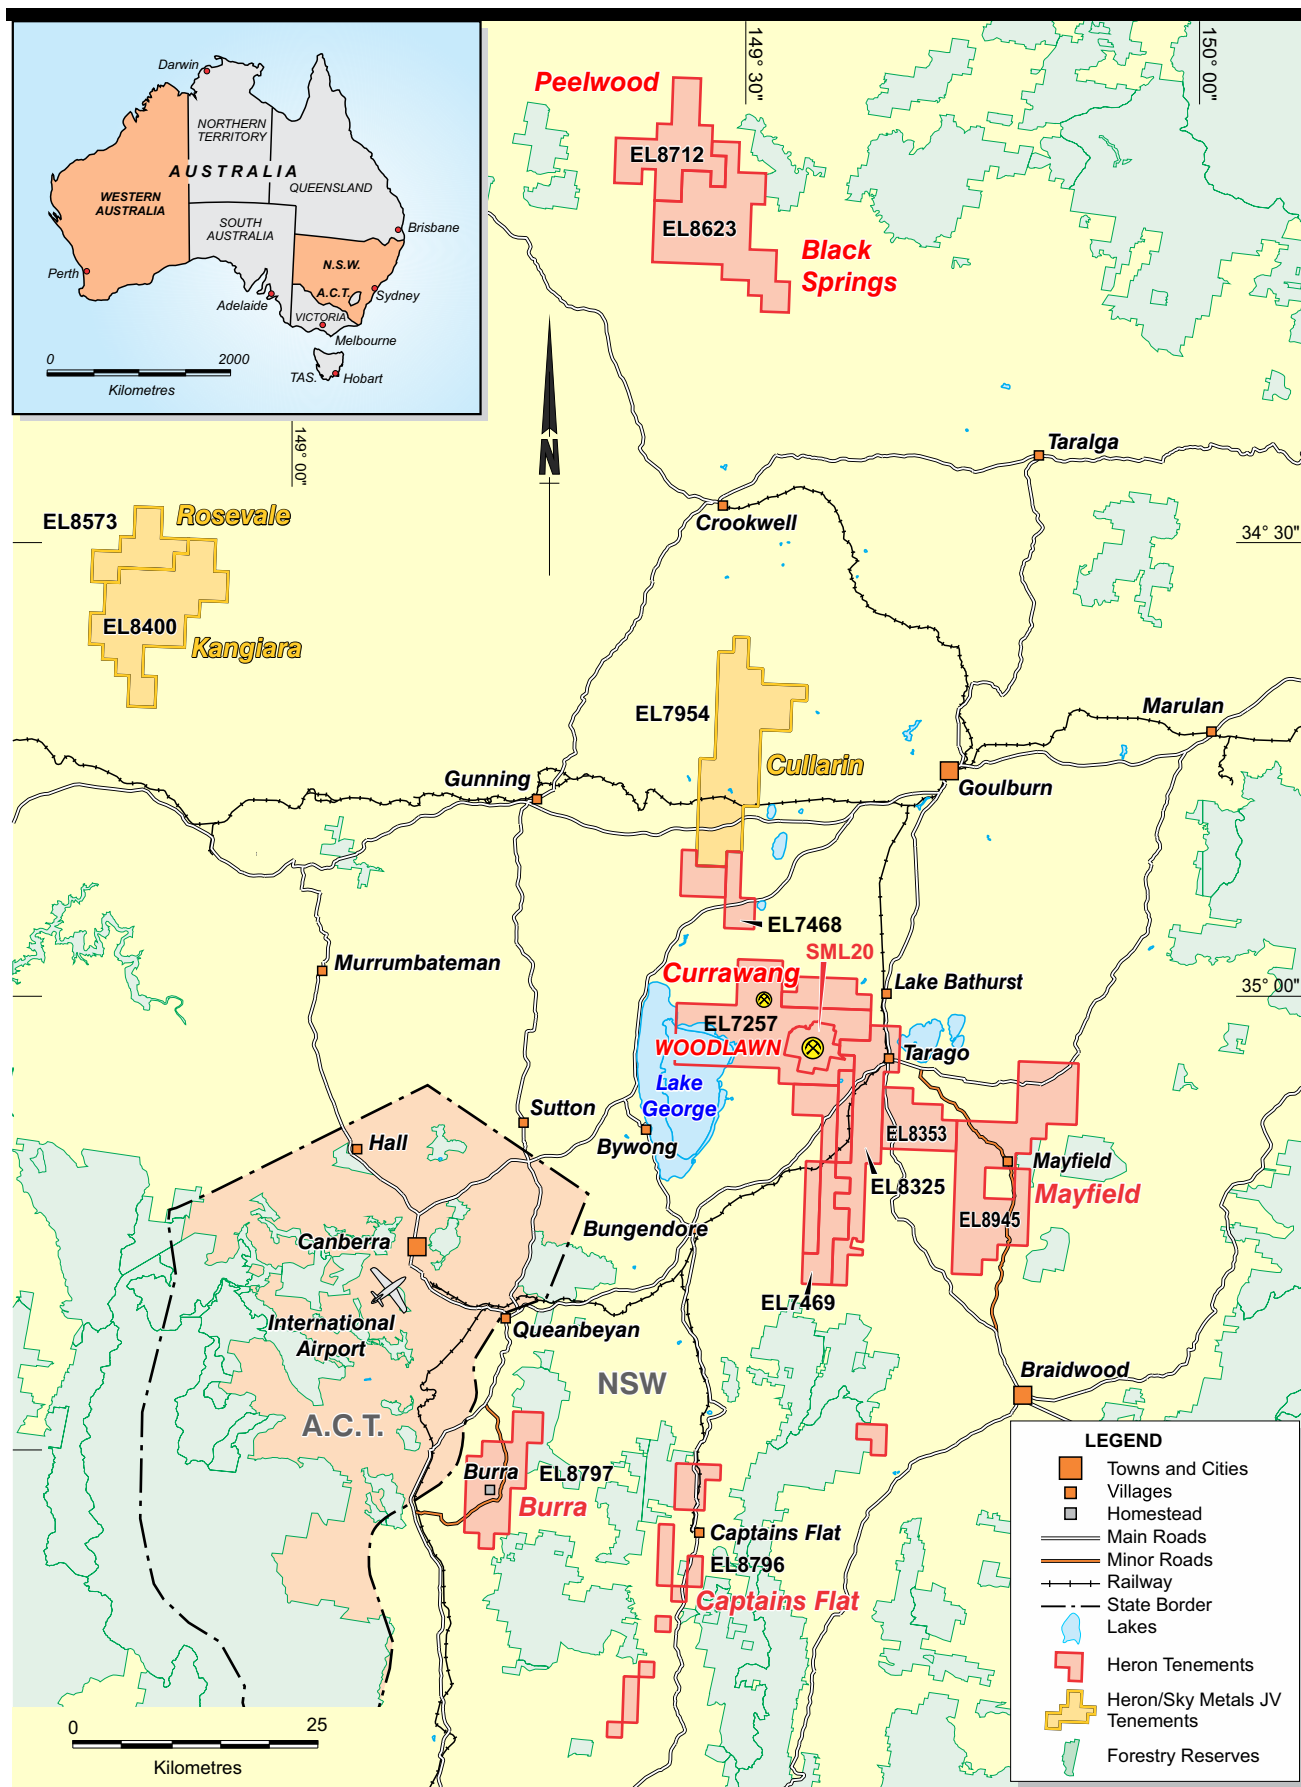 Darwin
NORTHERN
TERRITORY
AUSTRALIA
QUEENSLAND
WESTERN
AUSTRALIA
SOUTH
AUSTRALIA
Brisbane
N.S.W.
Perth
A.C.T.
Sydney
Adelaide
VICTORIA
Melbourne
TAS.
Hobart
0 2000
Kilometres
149° 30"
150° 00"
Peelwood
EL8712
EL8623
Black
Springs
149° 00"
N
Taralga
Crookwell
34° 30"
EL8573
Rosevale
EL8400
Kangiara
EL7954
Cullarin
Marulan
Gunning
Goulburn
EL7468
SML20
Murrumbateman
Currawang
Lake Bathurst
35° 00"
EL7257
WOODLAWN
Tarago
Lake
George
Sutton
Hall
Bywong
EL8353
Mayfield
EL8325
Mayfield
EL8945
Bungendore
Canberra
EL7469
International
Airport
Queanbeyan
NSW
Braidwood
A.C.T.
Burra
EL8797
Burra
Captains Flat
EL8796
Captains Flat
0 25
Kilometres
LEGEND
Towns and Cities
Villages
Homestead
Main Roads
Minor Roads
Railway
State Border
Lakes
Heron Tenements
Heron/Sky Metals JV
Tenements
Forestry Reserves